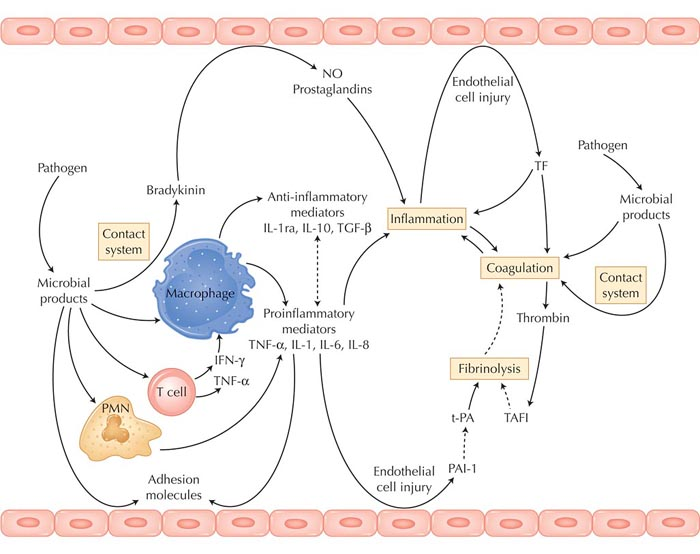 NO
Prostaglandins
Endothelial
cell injury
Pathogen
TF
Pathogen
Bradykinin
Anti-inflammatory
mediators
IL-1ra, IL-10, TGF-β
Inflammation
Microbial
products
Contact
system
Coagulation
Contact
system
Microbial
products
Macrophage
Proinflammatory
mediators
TNF-α, IL-1, IL-6, IL-8
Thrombin
IFN-γ
TNF-α
T cell
Fibrinolysis
PMN
t-PA
TAFI
Endothelial
cell injury
PAI-1
Adhesion
molecules